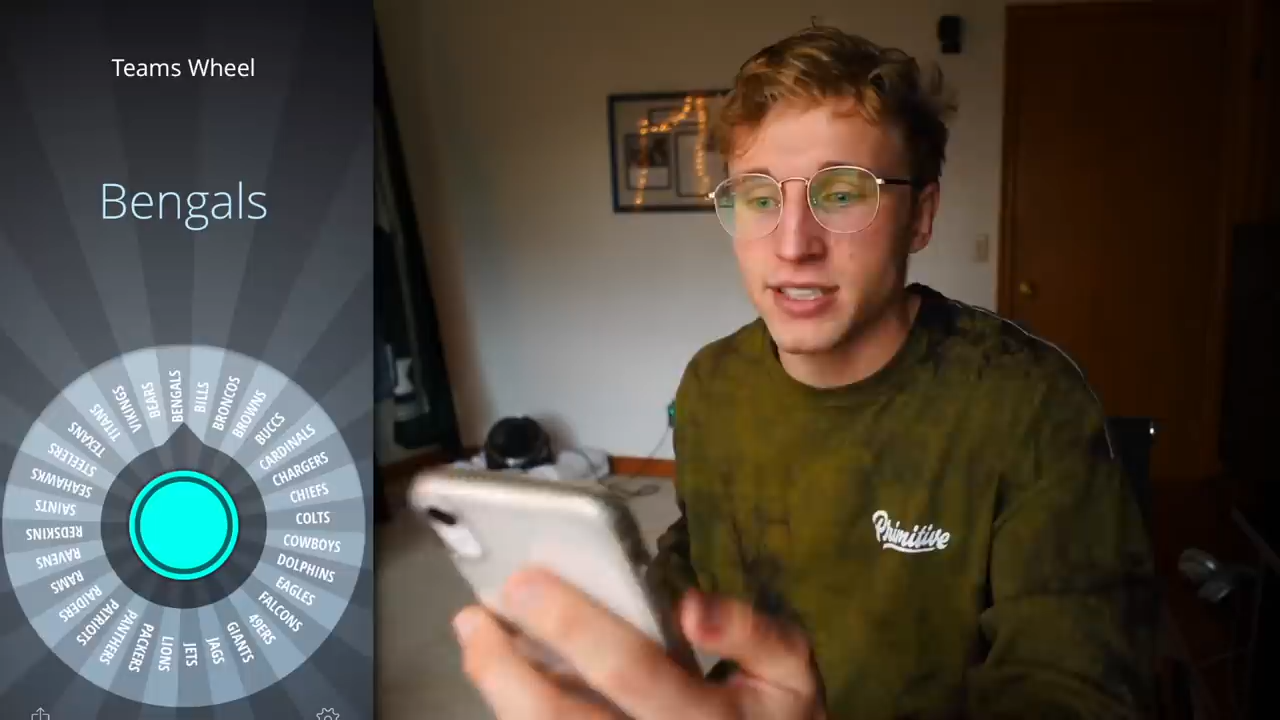 Teams Wheel
Bengals
BENGALS
BILLS
BRONCOS
BROWNS
BUCCS
CARDINALS
CHARGERS
CHIEFS
COLTS
COWBOYS
DOLPHINS
EAGLES
FALCONS
49ERS
GIANTS
JAGS
JETS
LIONS
PACKERS
PANTHERS
PATRIOTS
RAIDERS
RAMS
RAVENS
REDSKINS
SAINTS
SEAHAWKS
STEELERS
TEXANS
TITANS
VIKINGS
BEARS
Primitive